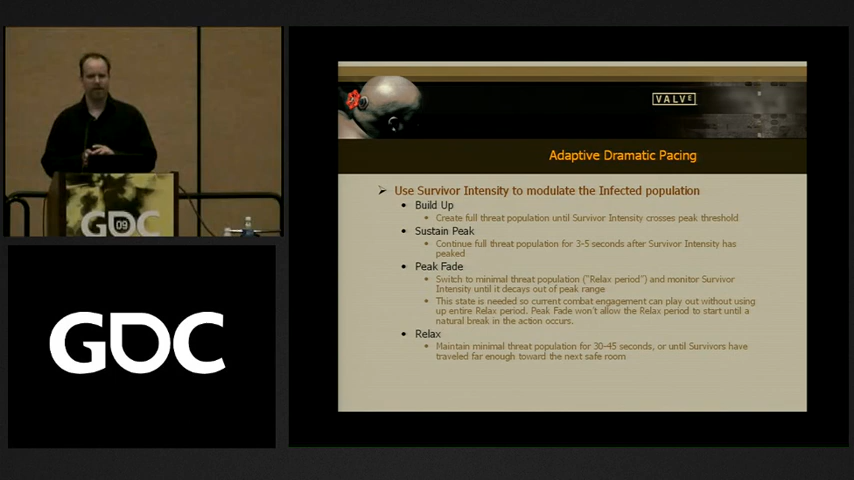 VALVE
Adaptive Dramatic Pacing
Use Survivor Intensity to modulate the Infected population
Build Up
Create full threat population until Survivor Intensity crosses peak threshold
Sustain Peak
Continue full threat population for 3-5 seconds after Survivor Intensity has
peaked
Peak Fade
Switch to minimal threat population ("Relax period") and monitor Survivor
Intensity until it decays out of peak range
This state is needed so current combat engagement can play out without using
up entire Relax period. Peak Fade won't allow the Relax period to start until a
natural break in the action occurs.
Relax
Maintain minimal threat population for 30-45 seconds, or until Survivors have
traveled far enough toward the next safe room
GDC
09
GDC